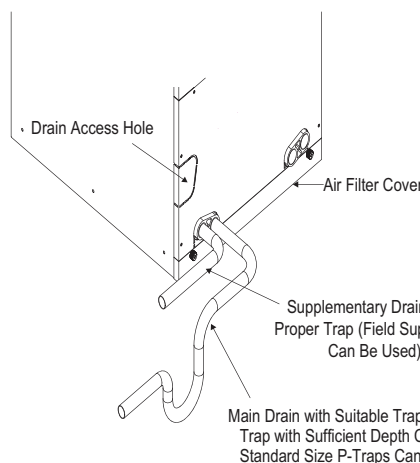 Drain Access Hole
Air Filter Cover
Supplementary Drain
Proper Trap (Field Sup
Can Be Used)
Main Drain with Suitable Trap
Trap with Sufficient Depth
Standard Size P-Traps Can